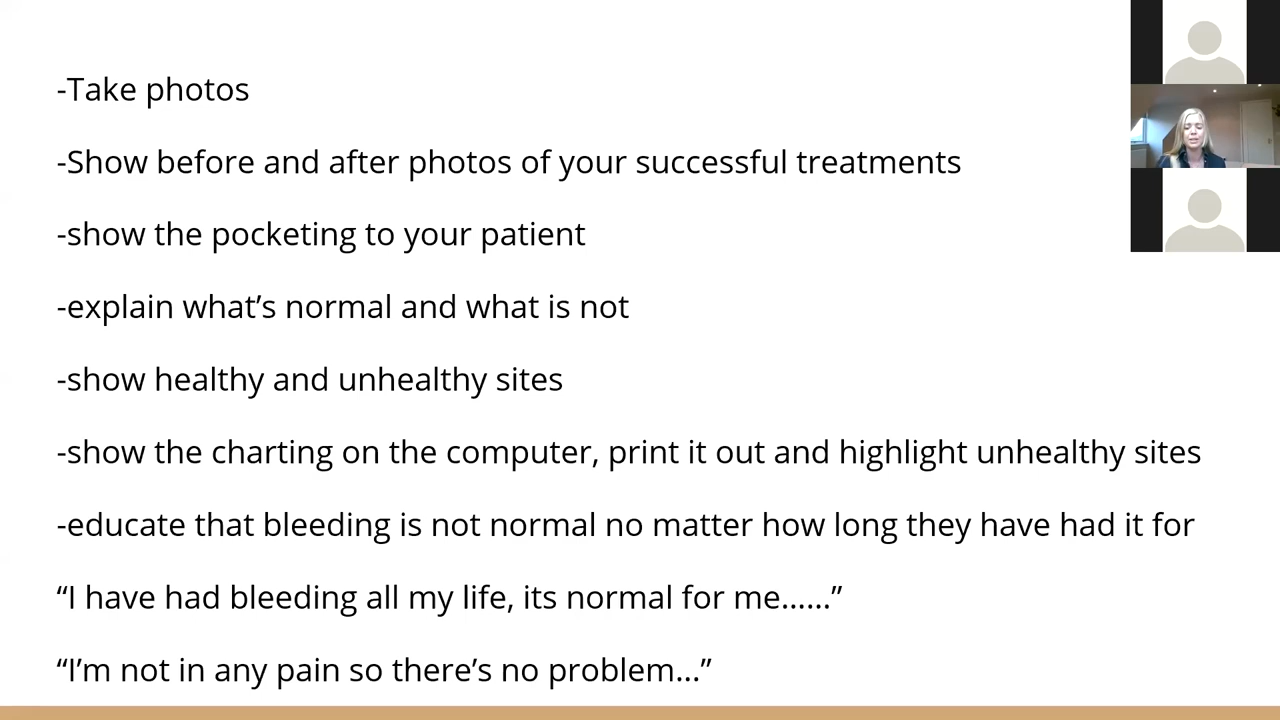 -Take photos
-Show before and after photos of your successful treatments
-show the pocketing to your patient
-explain what’s normal and what is not
-show healthy and unhealthy sites
-show the charting on the computer, print it out and highlight unhealthy sites
-educate that bleeding is not normal no matter how long they have had it for
“I have had bleeding all my life, its normal for me……”
“I’m not in any pain so there’s no problem…”